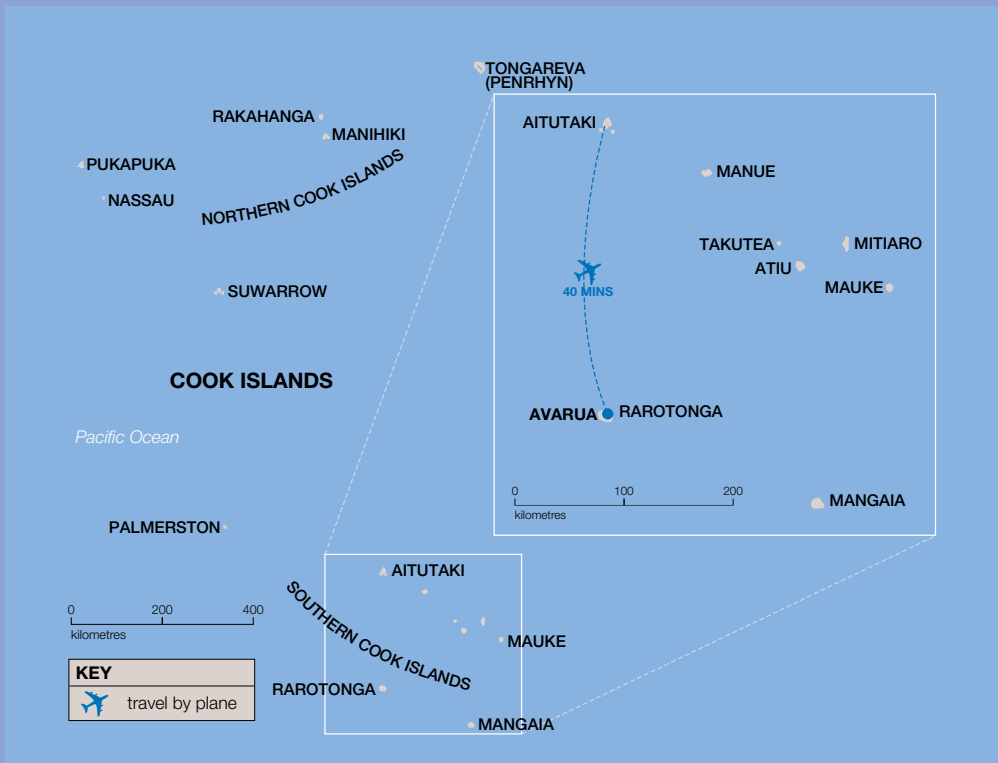 TONGAREVA
(PENRHYN)
RAKAHANGA
MANIHIKI
PUKAPUKA
NASSAU
NORTHERN COOK ISLANDS
SUWARROW
COOK ISLANDS
Pacific Ocean
PALMERSTON
0 200 400
kilometres
KEY
travel by plane
AITUTAKI
SOUTHERN COOK ISLANDS
MAUKE
RAROTONGA
MANGAIA
AITUTAKI
MANUE
TAKUTEA
MITIARO
ATIU
MAUKE
40 MINS
AVARUA
RAROTONGA
0 100 200
kilometres
MANGAIA